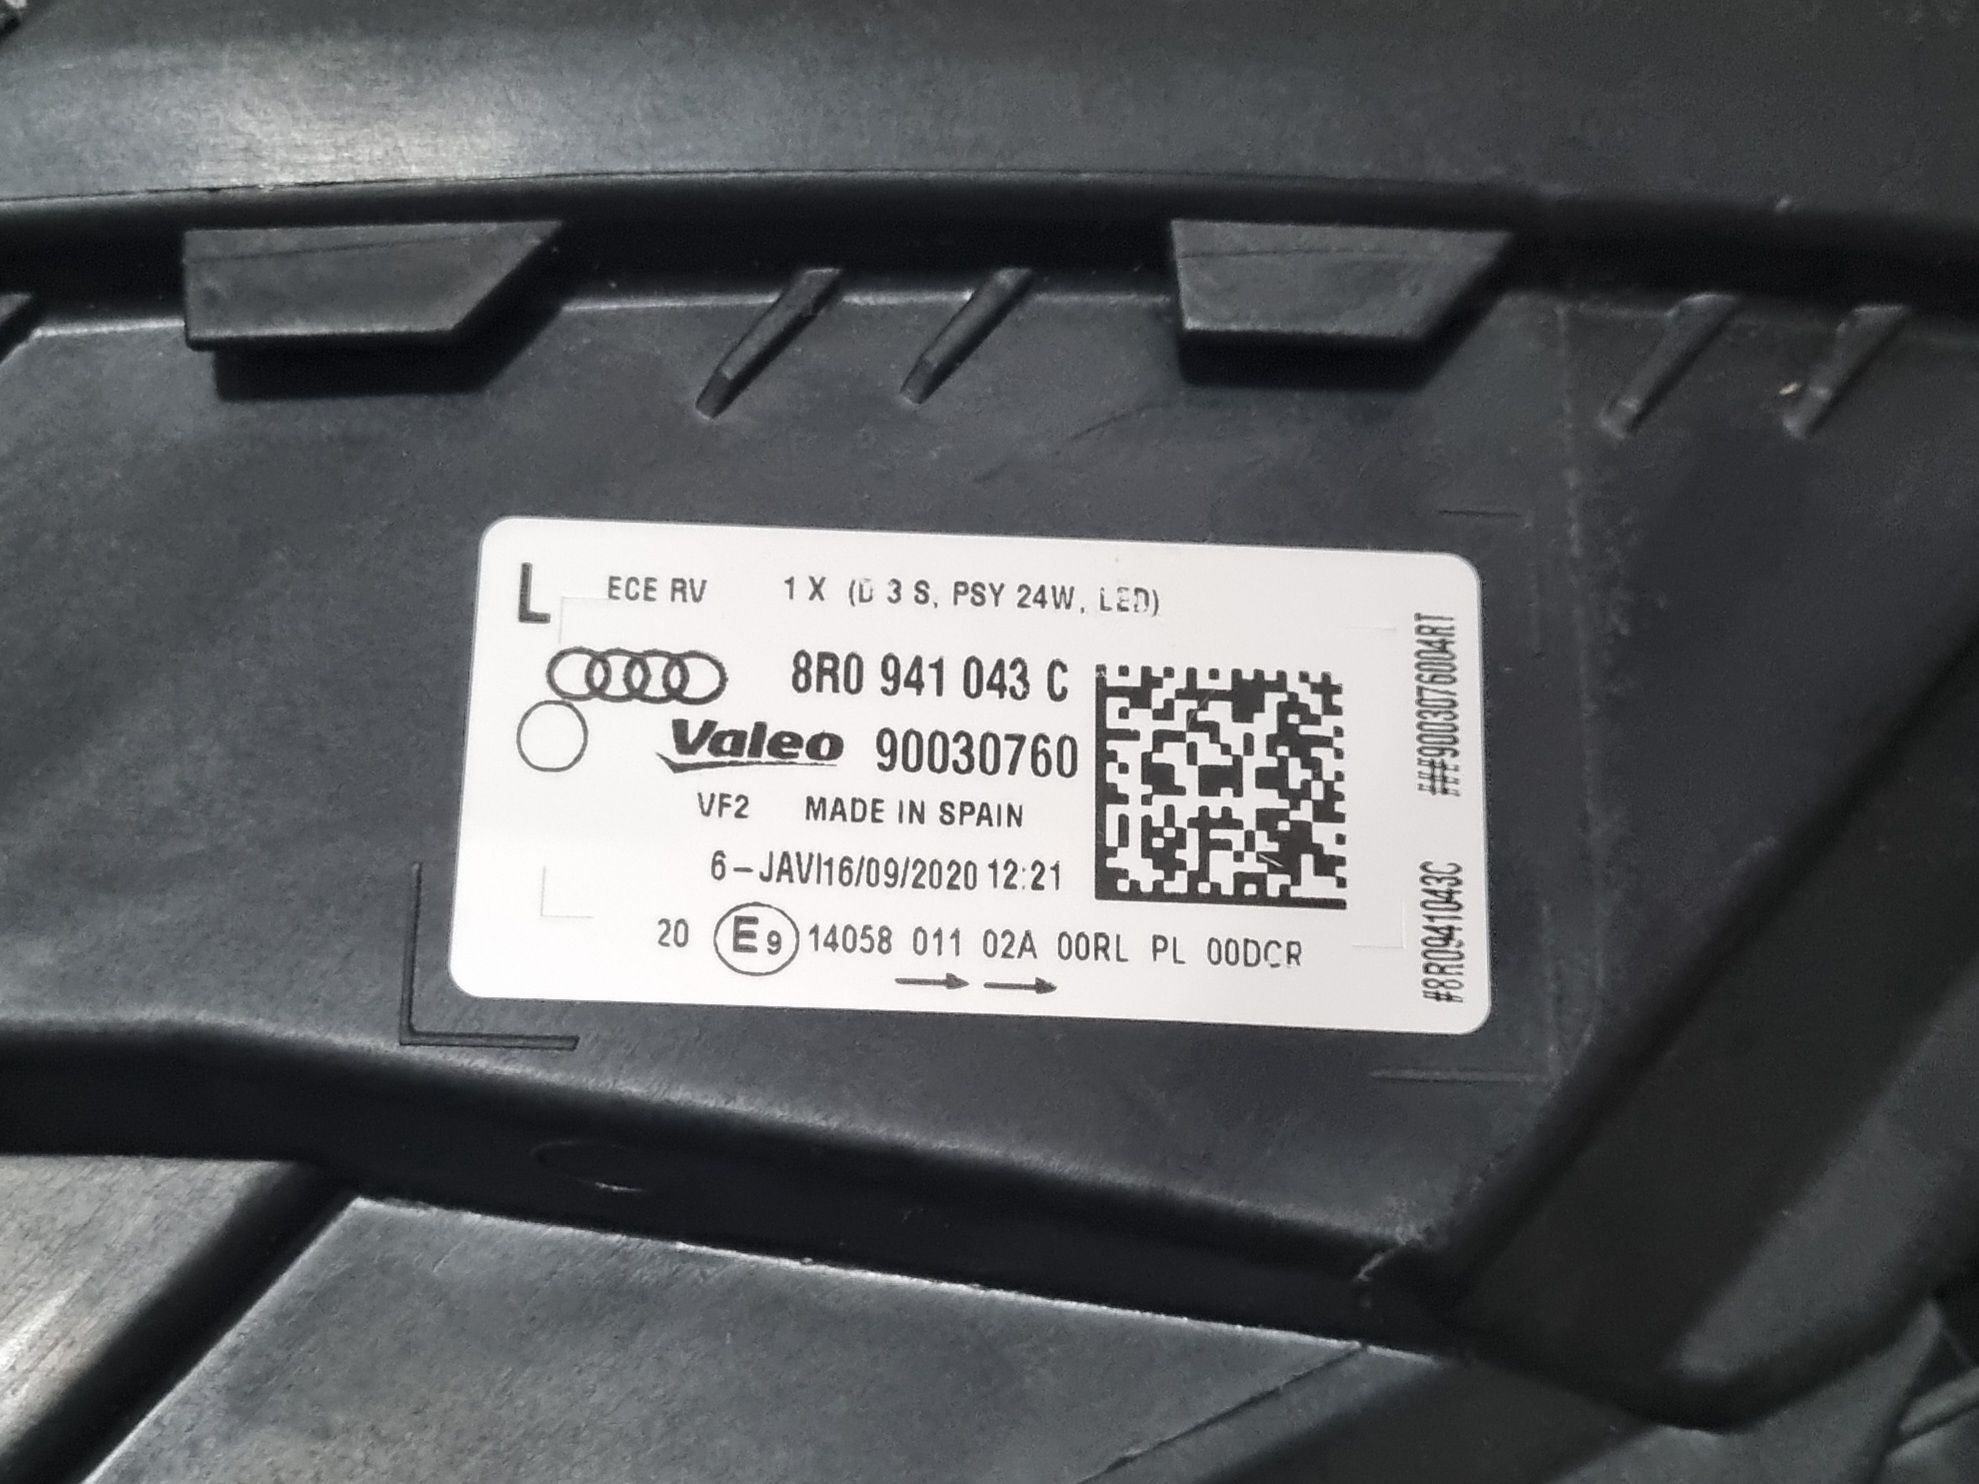 L ECE RV 1 X (D 3 S, PSY 24W, LED)
8R0 941 043 C
Valeo 90030760
VF2 MADE IN SPAIN
6-JAVI16/09/2020 12:21
20 E9 14058 011 02A 00RL PL 00DCR
#8R0941043C ###9003076004RT